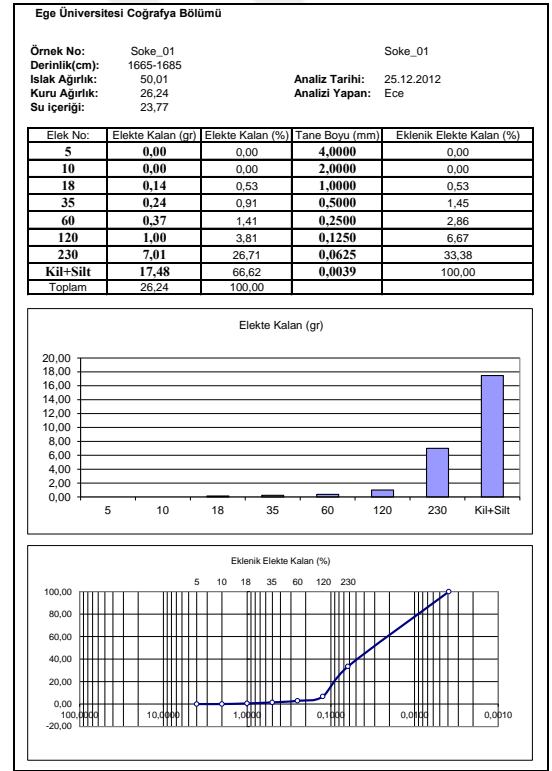 Ege Üniversitesi Coğrafya Bölümü
Örnek No: Soke_01 Soke_01
Derinlik(cm): 1665-1685
Islak Ağırlık: 50,01 Analiz Tarihi: 25.12.2012
Kuru Ağırlık: 26,24 Analizi Yapan: Ece
Su içeriği: 23,77
Elek No: Elekte Kalan (gr) Elekte Kalan (%) Tane Boyu (mm) Eklenik Elekte Kalan (%)
5 0,00 0,00 4,0000 0,00
10 0,00 0,00 2,0000 0,00
18 0,14 0,53 1,0000 0,53
35 0,24 0,91 0,5000 1,45
60 0,37 1,41 0,2500 2,86
120 1,00 3,81 0,1250 6,67
230 7,01 26,71 0,0625 33,38
Kil+Silt 17,48 66,62 0,0039 100,00
Toplam 26,24 100,00
Elekte Kalan (gr)
20,00
18,00
16,00
14,00
12,00
10,00
8,00
6,00
4,00
2,00
0,00
5 10 18 35 60 120 230 Kil+Silt
Eklenik Elekte Kalan (%)
5 10 18 35 60 120 230
100,00
80,00
60,00
40,00
20,00
0,00
100,0000 10,0000 1,0000 0,1000 0,0100 0,0010
-20,00